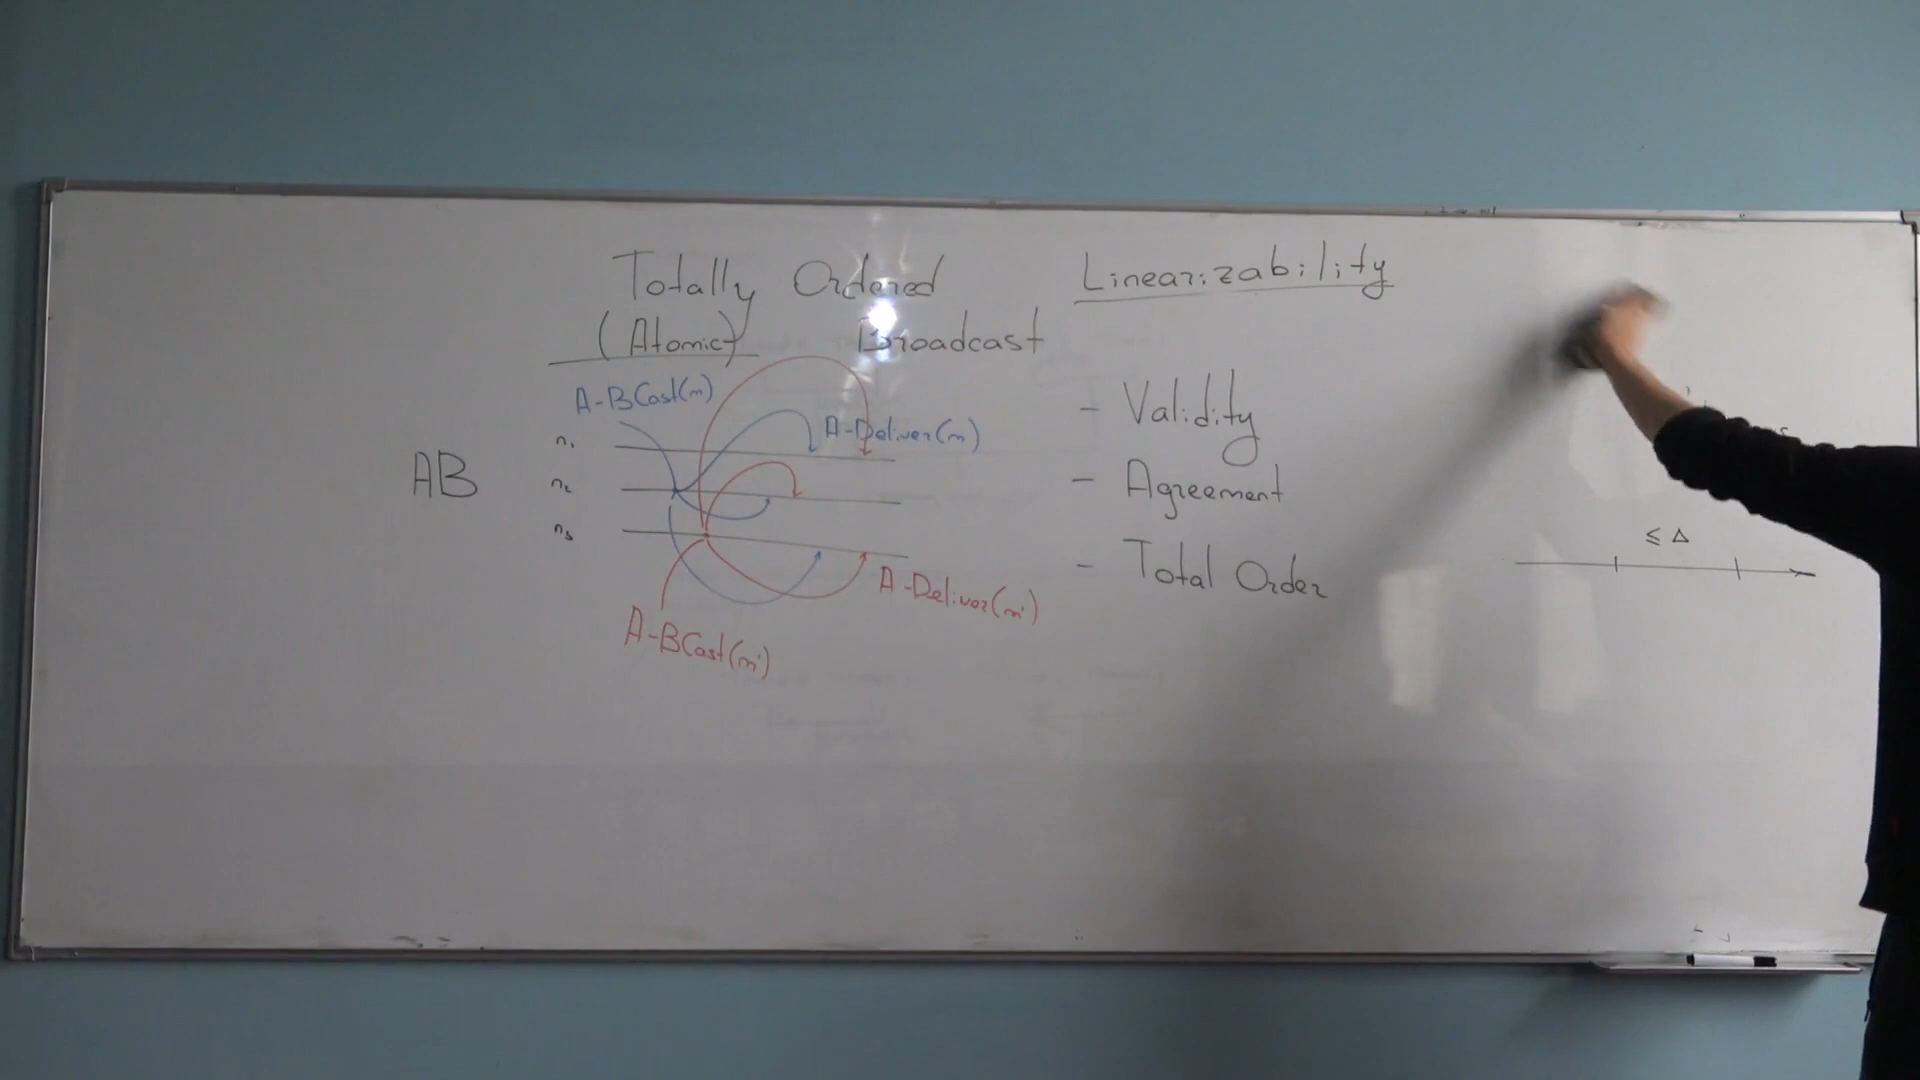 Totally Ordered
(Atomic) Broadcast
A-BCast(m)
A-Deliver(m)
n1
AB
n2
n3
A-Deliver(m')
A-BCast(m')
Linearizability
- Validity
- Agreement
- Total Order
≤ Δ